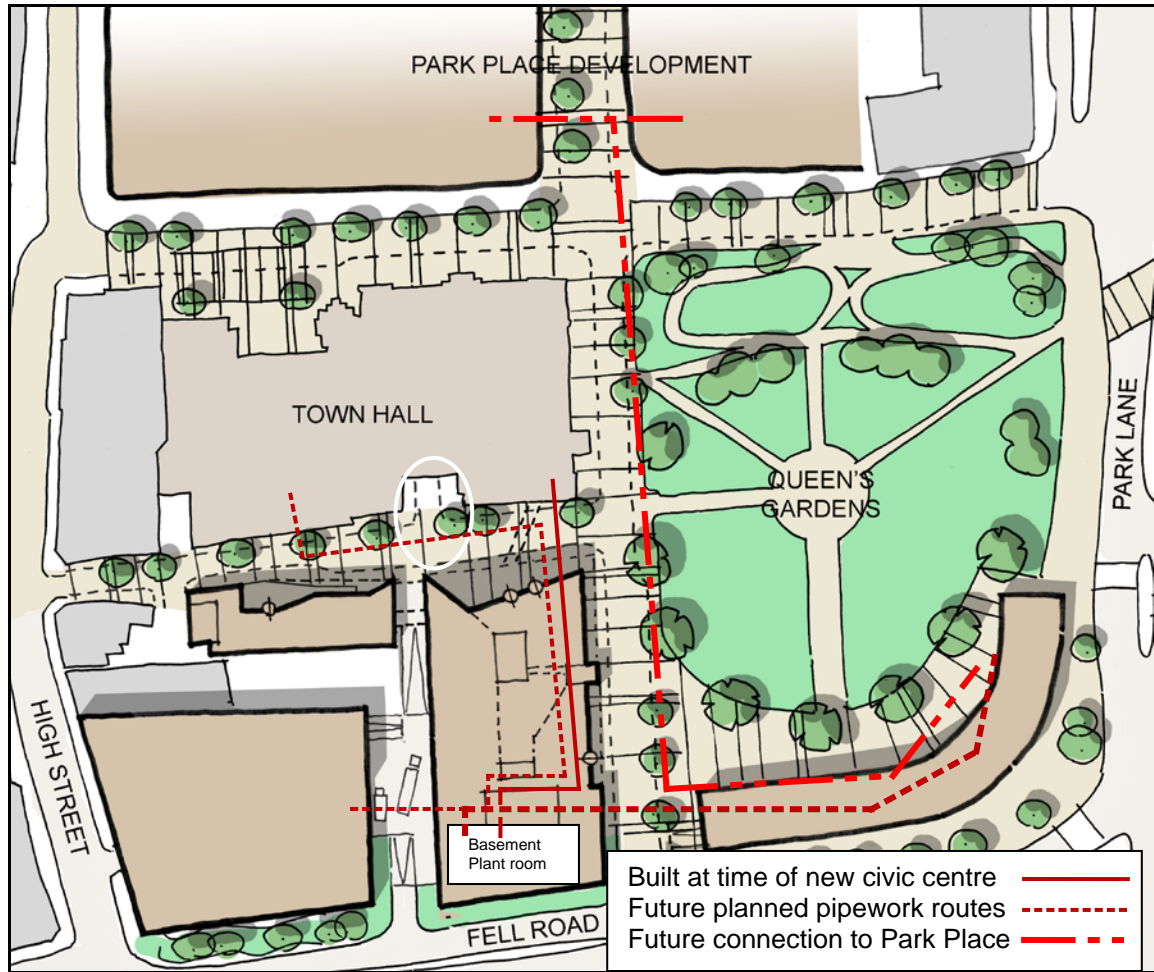 PARK PLACE DEVELOPMENT
TOWN HALL
QUEEN'S
GARDENS
PARK LANE
HIGH STREET
Basement
Plant room
FELL ROAD
Built at time of new civic centre
Future planned pipework routes
Future connection to Park Place